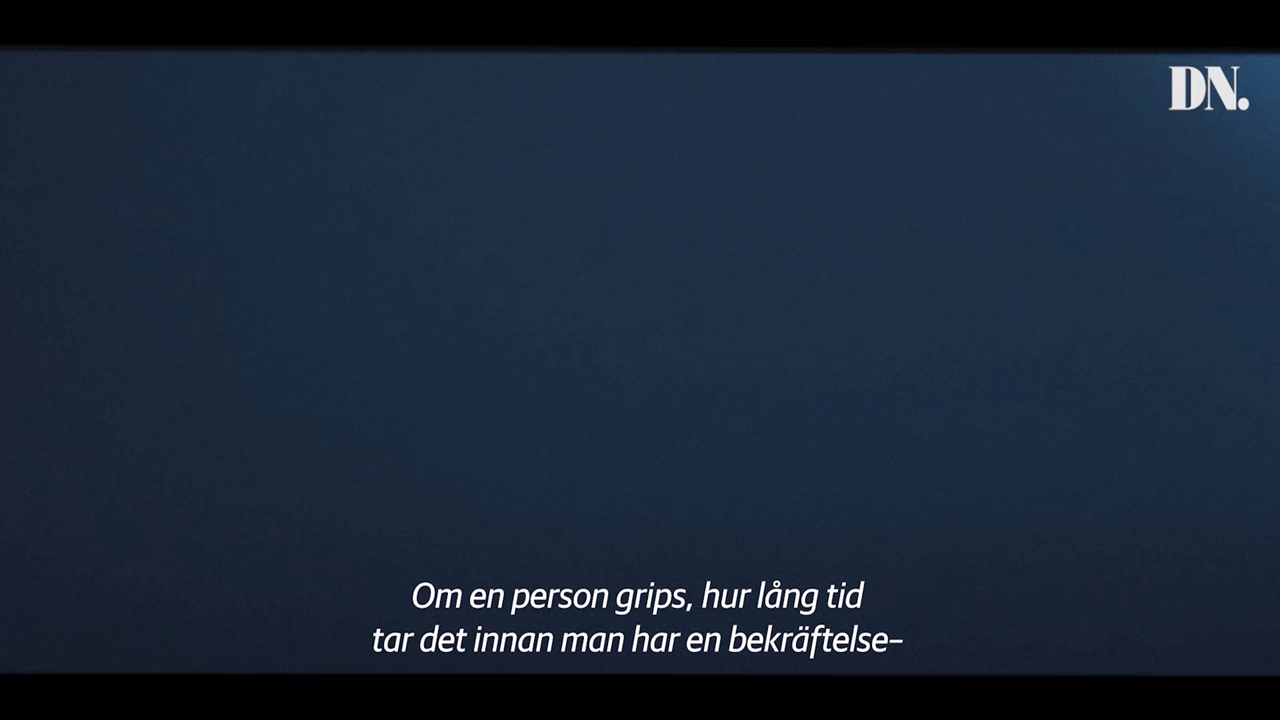 DN.
Om en person grips, hur lång tid
tar det innan man har en bekräftelse–